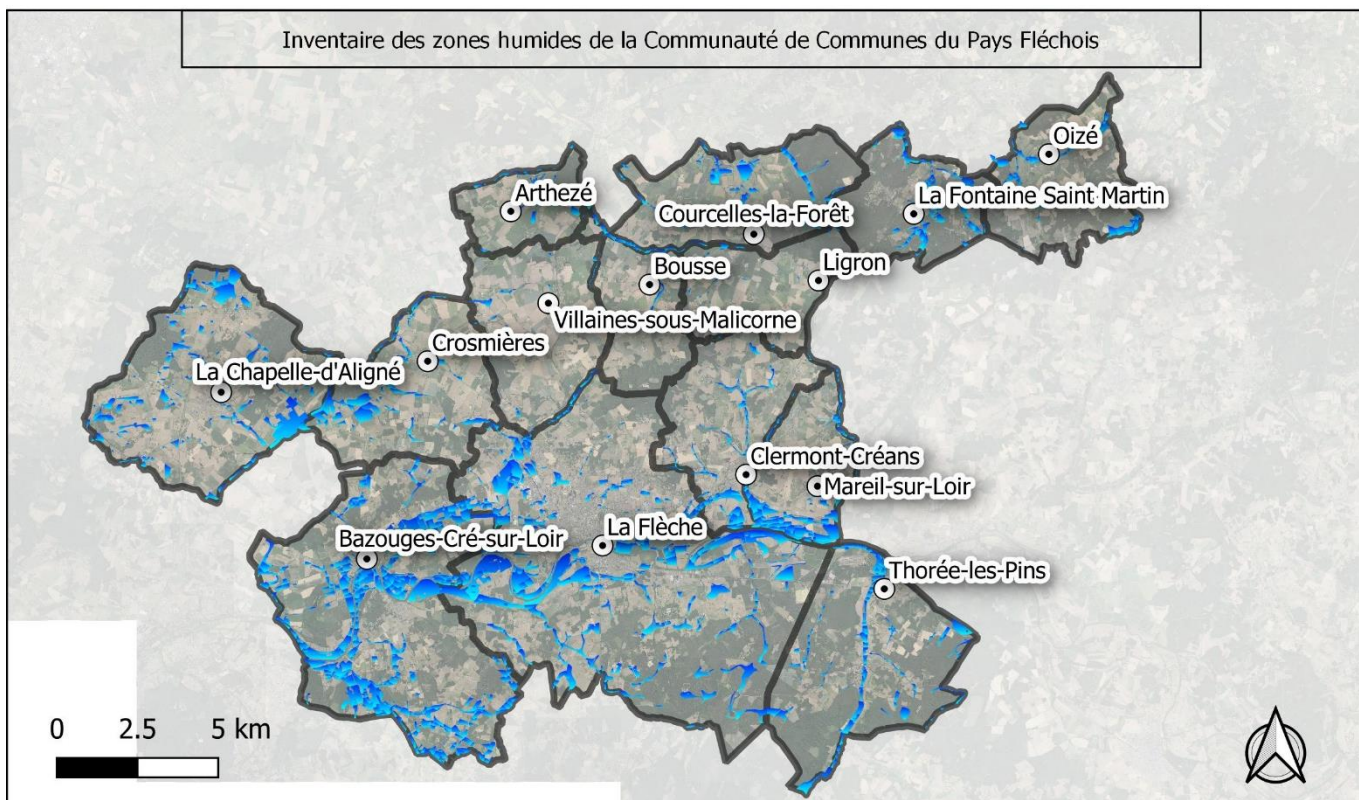 Inventaire des zones humides de la Communauté de Communes du Pays Fléchois
Oizé
Arthezé
La Fontaine Saint Martin
Courcelles-la-Forêt
Bousse
Ligron
Villaines-sous-Malicorne
Crosmières
La Chapelle-d'Aligné
Clermont-Créans
Mareil-sur-Loir
La Flèche
Bazouges-Cré-sur-Loir
Thorée-les-Pins
0 2.5 5 km